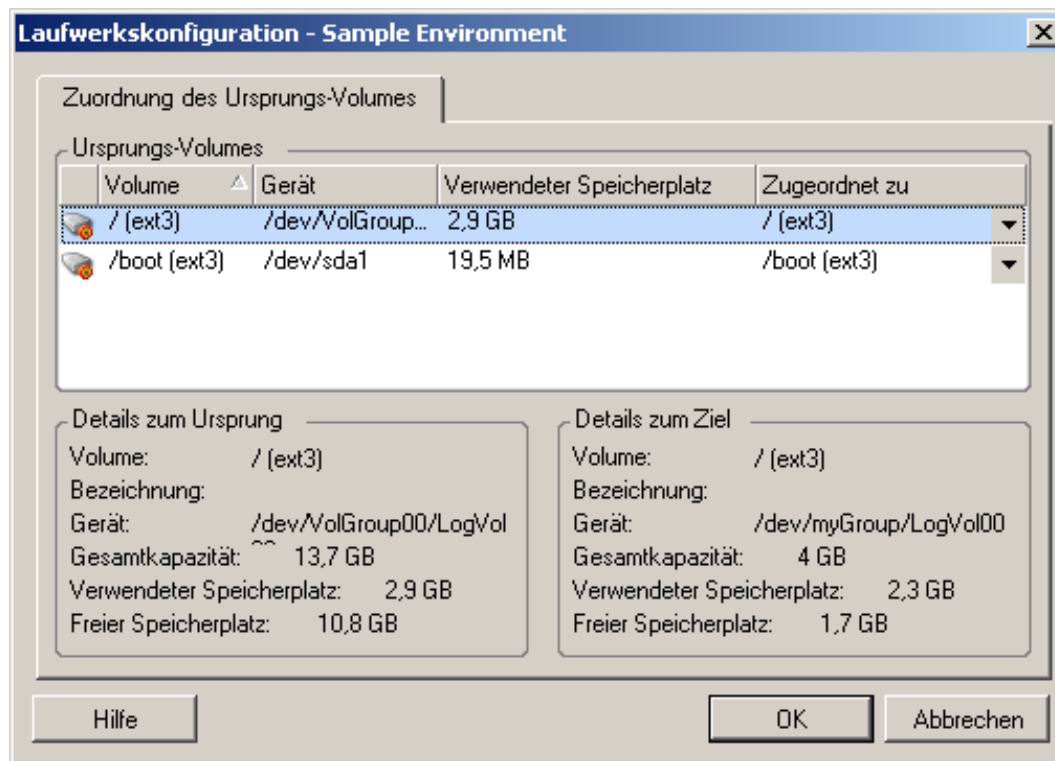 Laufwerkskonfiguration - Sample Environment
Zuordnung des Ursprungs-Volumes
Ursprungs-Volumes
Volume Gerät Verwendeter Speicherplatz Zugeordnet zu
/ (ext3) /dev/VolGroup... 2,9 GB / (ext3)
/boot (ext3) /dev/sda1 19,5 MB /boot (ext3)
Details zum Ursprung Details zum Ziel
Volume: / (ext3) Volume: / (ext3)
Bezeichnung: Bezeichnung:
Gerät: /dev/VolGroup00/LogVol Gerät: /dev/myGroup/LogVol00
Gesamtkapazität: 13,7 GB Gesamtkapazität: 4 GB
Verwendeter Speicherplatz: 2,9 GB Verwendeter Speicherplatz: 2,3 GB
Freier Speicherplatz: 10,8 GB Freier Speicherplatz: 1,7 GB
Hilfe OK Abbrechen